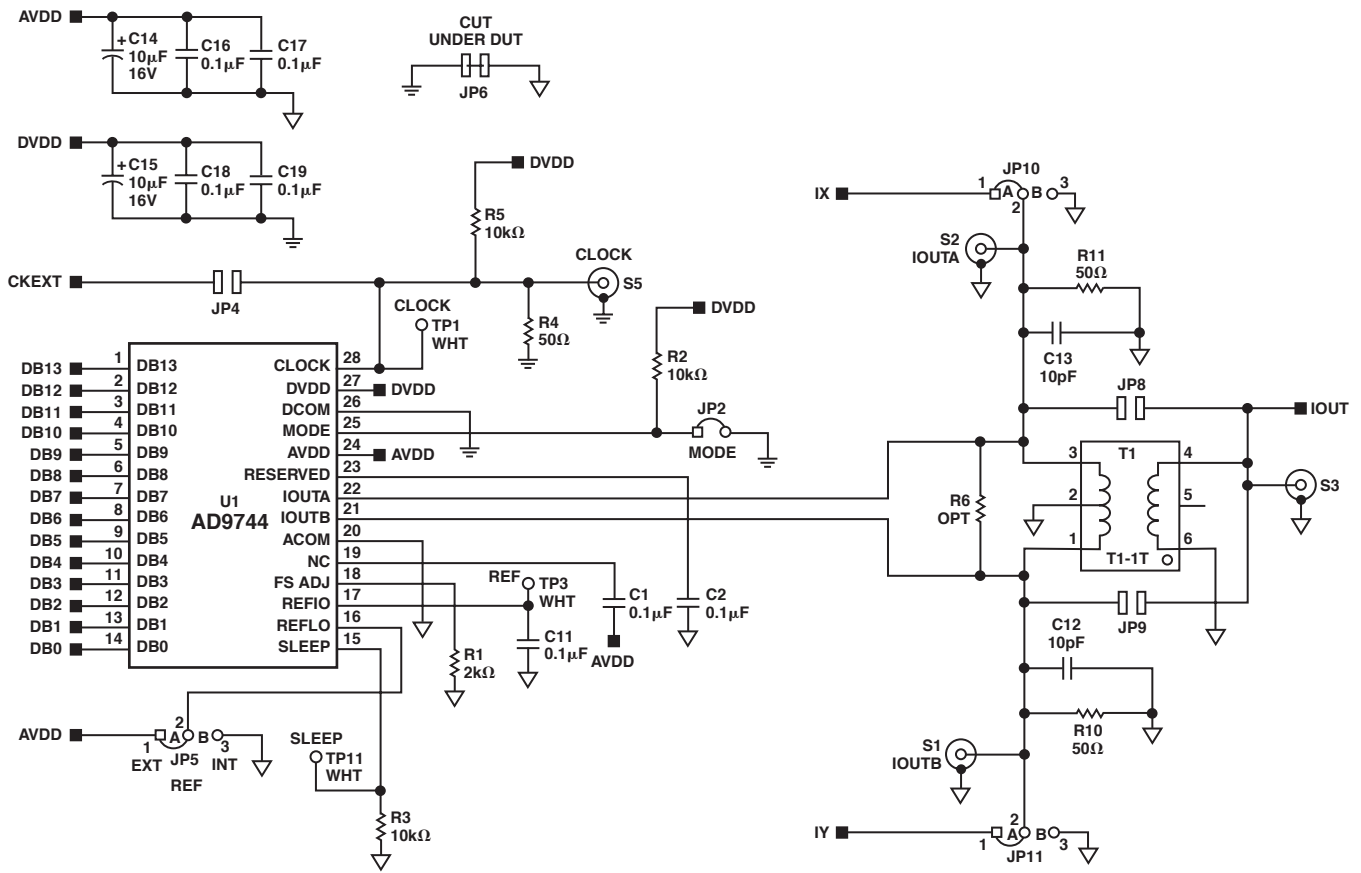 AVDD
+C14
10µF
16V
C16
0.1µF
C17
0.1µF
CUT
UNDER DUT
JP6
DVDD
+C15
10µF
16V
C18
0.1µF
C19
0.1µF
DVDD
R5
10kΩ
CKEXT
JP4
CLOCK
S5
CLOCK
TP1
WHT
R4
50Ω
DVDD
R2
10kΩ
JP2
MODE
DB13 1 DB13
DB12 2 DB12
DB11 3 DB11
DB10 4 DB10
DB9 5 DB9
DB8 6 DB8
DB7 7 DB7
DB6 8 DB6
DB5 9 DB5
DB4 10 DB4
DB3 11 DB3
DB2 12 DB2
DB1 13 DB1
DB0 14 DB0
U1
AD9744
CLOCK 28
DVDD 27 DVDD
DCOM 26
MODE 25
AVDD 24 AVDD
RESERVED 23
IOUTA 22
IOUTB 21
ACOM 20
NC 19
FS ADJ 18
REFIO 17
REFLO 16
SLEEP 15
REF
TP3
WHT
C1
0.1µF
C2
0.1µF
C11
0.1µF
AVDD
R1
2kΩ
AVDD
1
2
A
B
3
EXT
JP5
INT
REF
SLEEP
TP11
WHT
R3
10kΩ
JP10
IX
1
A
2
B
3
S2
IOUTA
R11
50Ω
C13
10pF
JP8
IOUT
R6
OPT
T1
3
2
1
4
5
6
T1-1T
S3
JP9
C12
10pF
R10
50Ω
S1
IOUTB
IY
1
2
A
B
3
JP11